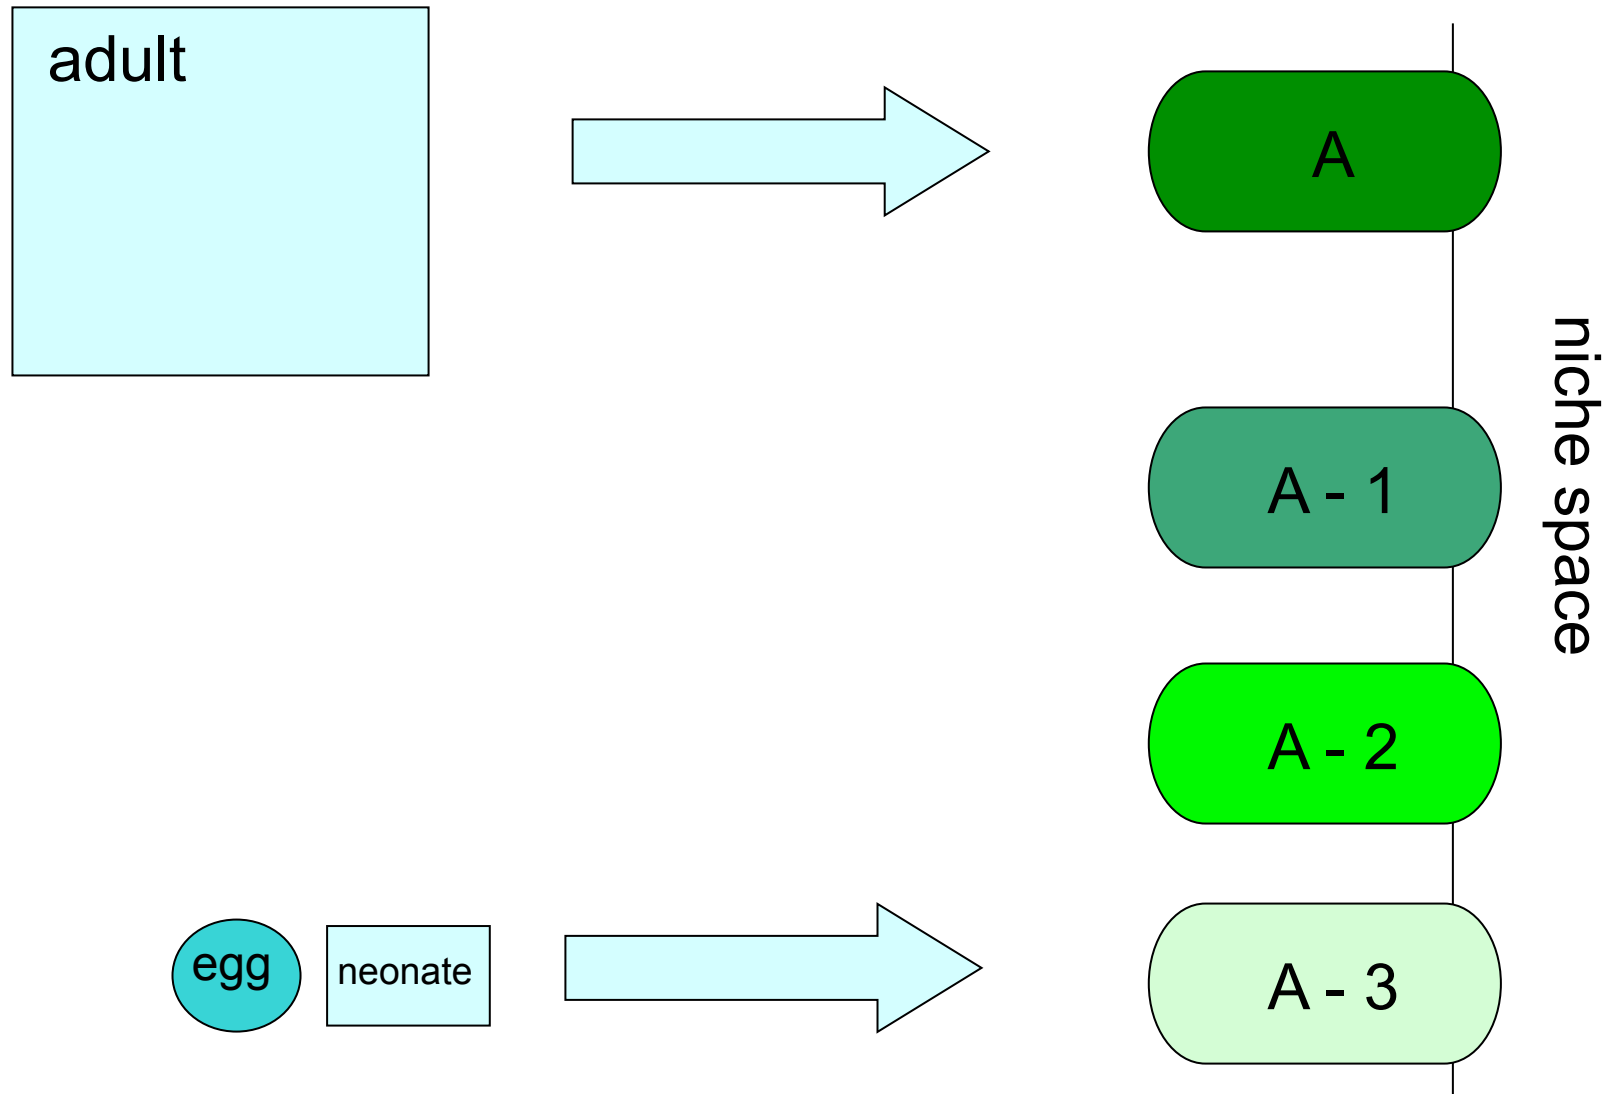 adult
A
niche space
A - 1
A - 2
egg
neonate
A - 3